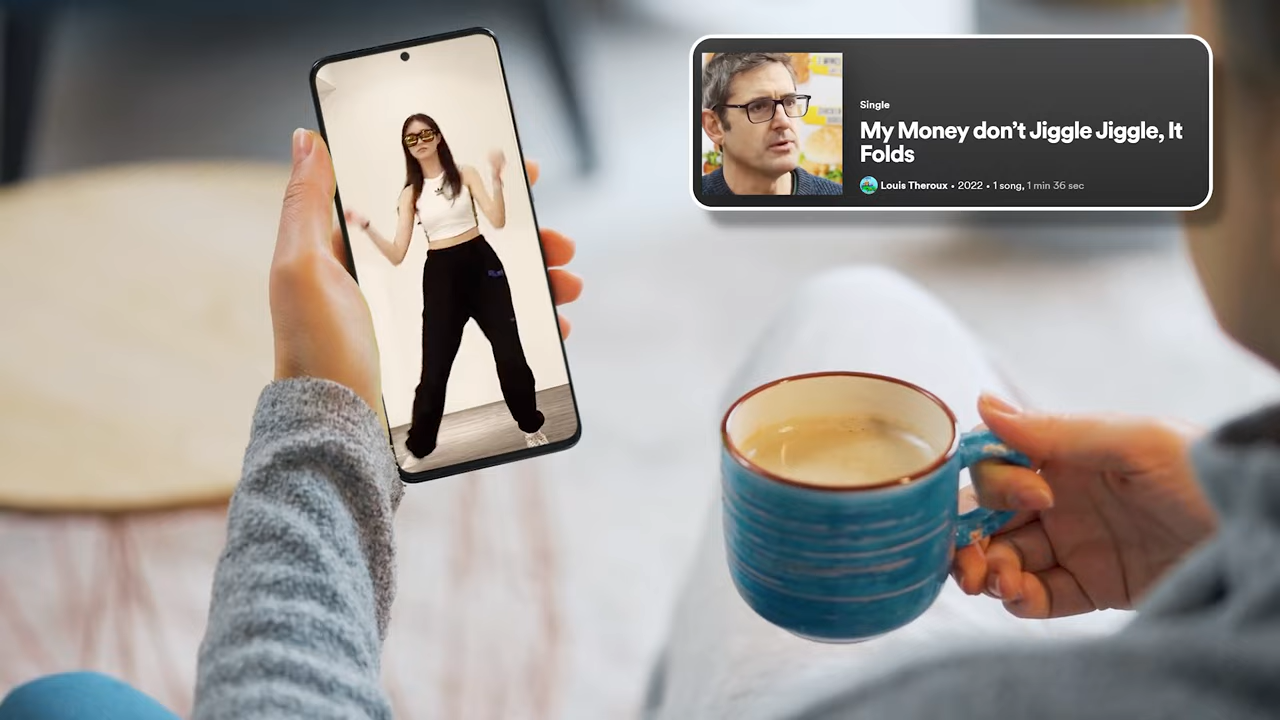 Single
My Money don't Jiggle Jiggle, It
Folds
Louis Theroux • 2022 • 1 song, 1 min 36 sec